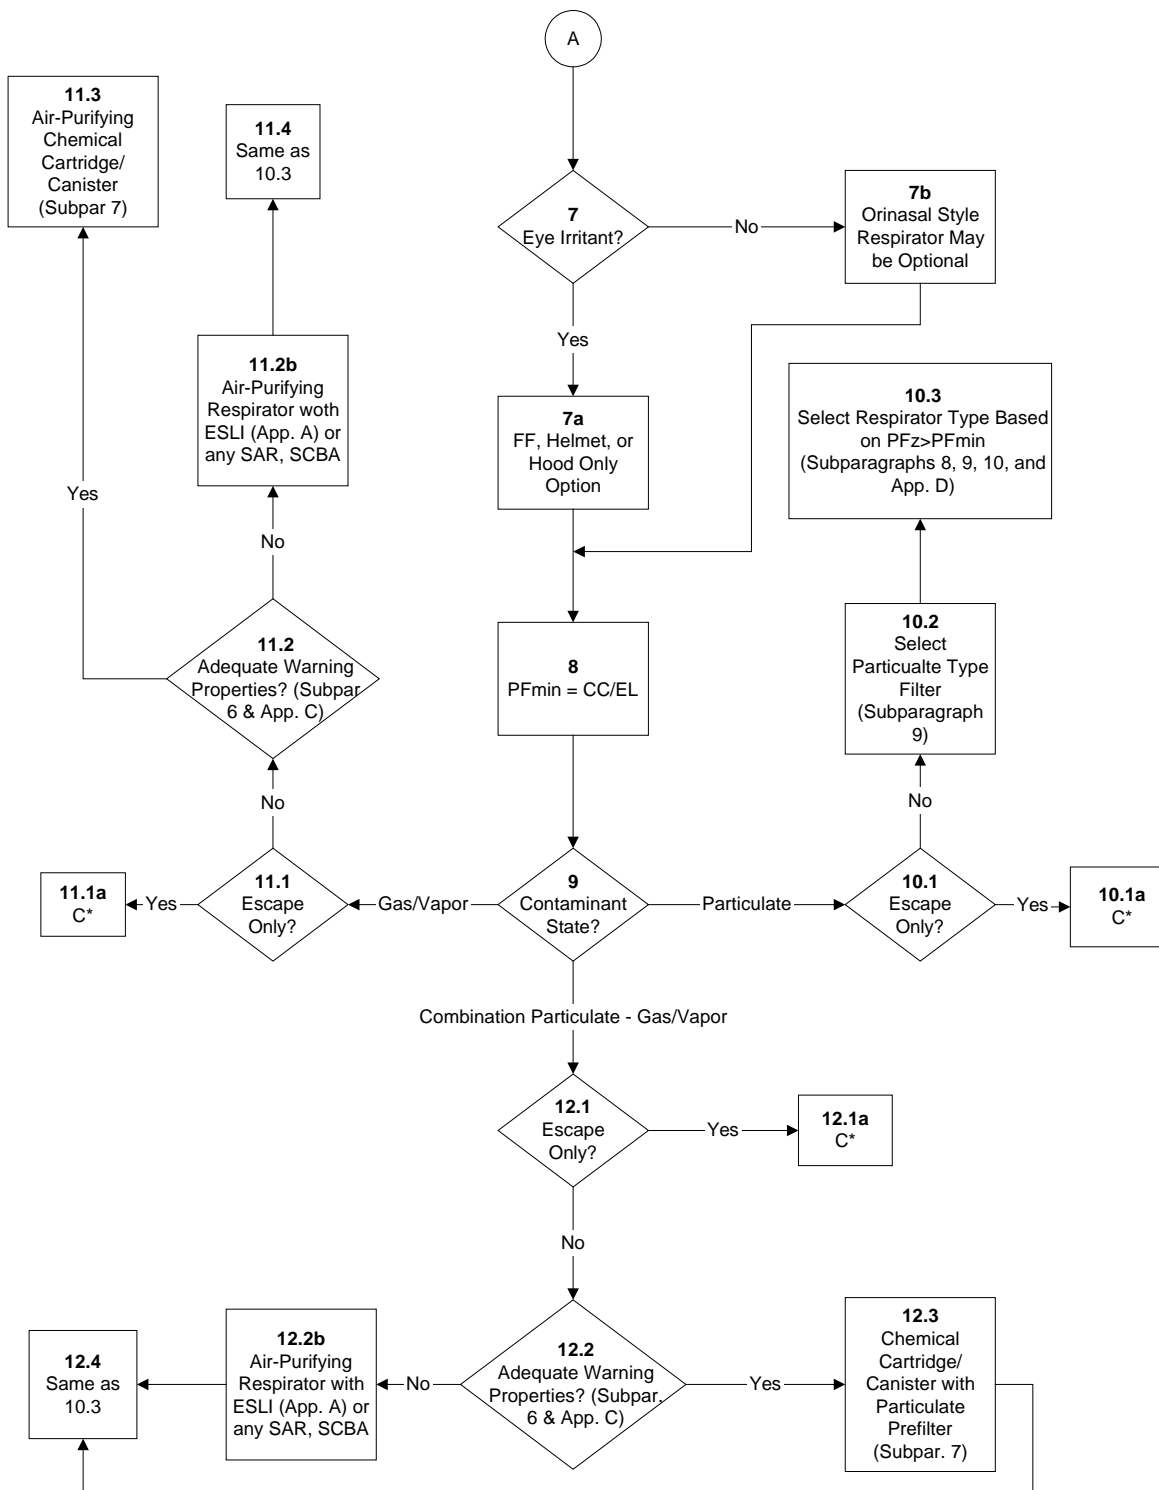 A
11.3
Air-Purifying
Chemical
Cartridge/
Canister
(Subpar 7)
11.4
Same as
10.3
7
Eye Irritant?
No
7b
Orinasal Style
Respirator May
be Optional
Yes
11.2b
Air-Purifying
Respirator woth
ESLI (App. A) or
any SAR, SCBA
7a
FF, Helmet, or
Hood Only
Option
10.3
Select Respirator Type Based
on PFz>PFmin
(Subparagraphs 8, 9, 10, and
App. D)
Yes
No
11.2
Adequate Warning
Properties? (Subpar
6 & App. C)
8
PFmin = CC/EL
10.2
Select
Particualte Type
Filter
(Subparagraph
9)
No
No
11.1a
C*
Yes
11.1
Escape
Only?
Gas/Vapor
9
Contaminant
State?
Particulate
10.1
Escape
Only?
Yes
10.1a
C*
Combination Particulate - Gas/Vapor
12.1
Escape
Only?
Yes
12.1a
C*
No
12.4
Same as
10.3
12.2b
Air-Purifying
Respirator with
ESLI (App. A) or
any SAR, SCBA
No
12.2
Adequate Warning
Properties? (Subpar.
6 & App. C)
Yes
12.3
Chemical
Cartridge/
Canister with
Particulate
Prefilter
(Subpar. 7)